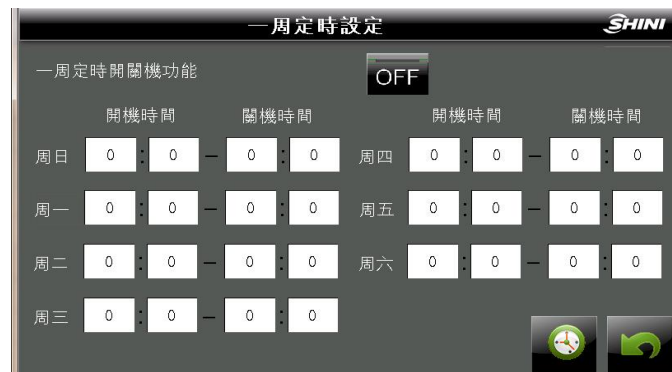 一周定時設定
SHINI
一周定時開關機功能
OFF
開機時間 關機時間 開機時間 關機時間
周日 0 : 0 — 0 : 0 周四 0 : 0 — 0 : 0
周一 0 : 0 — 0 : 0 周五 0 : 0 — 0 : 0
周二 0 : 0 — 0 : 0 周六 0 : 0 — 0 : 0
周三 0 : 0 — 0 : 0